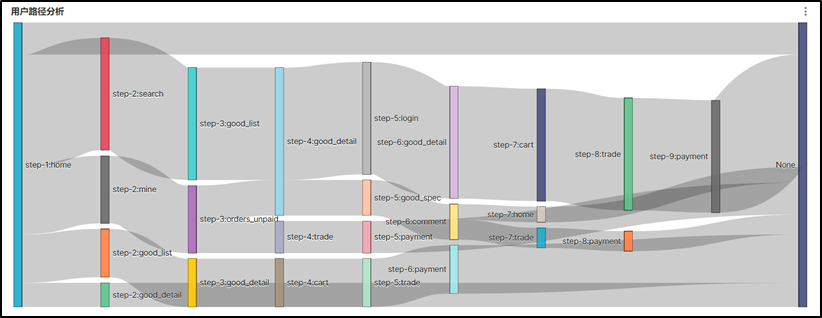 用户路径分析
step-1:home
step-2:search
step-2:mine
step-2:good_list
step-2:good_detail
step-3:good_list
step-3:orders_unpaid
step-3:good_detail
step-4:good_detail
step-4:trade
step-4:cart
step-5:login
step-5:good_spec
step-5:payment
step-5:trade
step-6:good_detail
step-6:comment
step-6:payment
step-7:cart
step-7:home
step-7:trade
step-8:trade
step-8:payment
step-9:payment
None